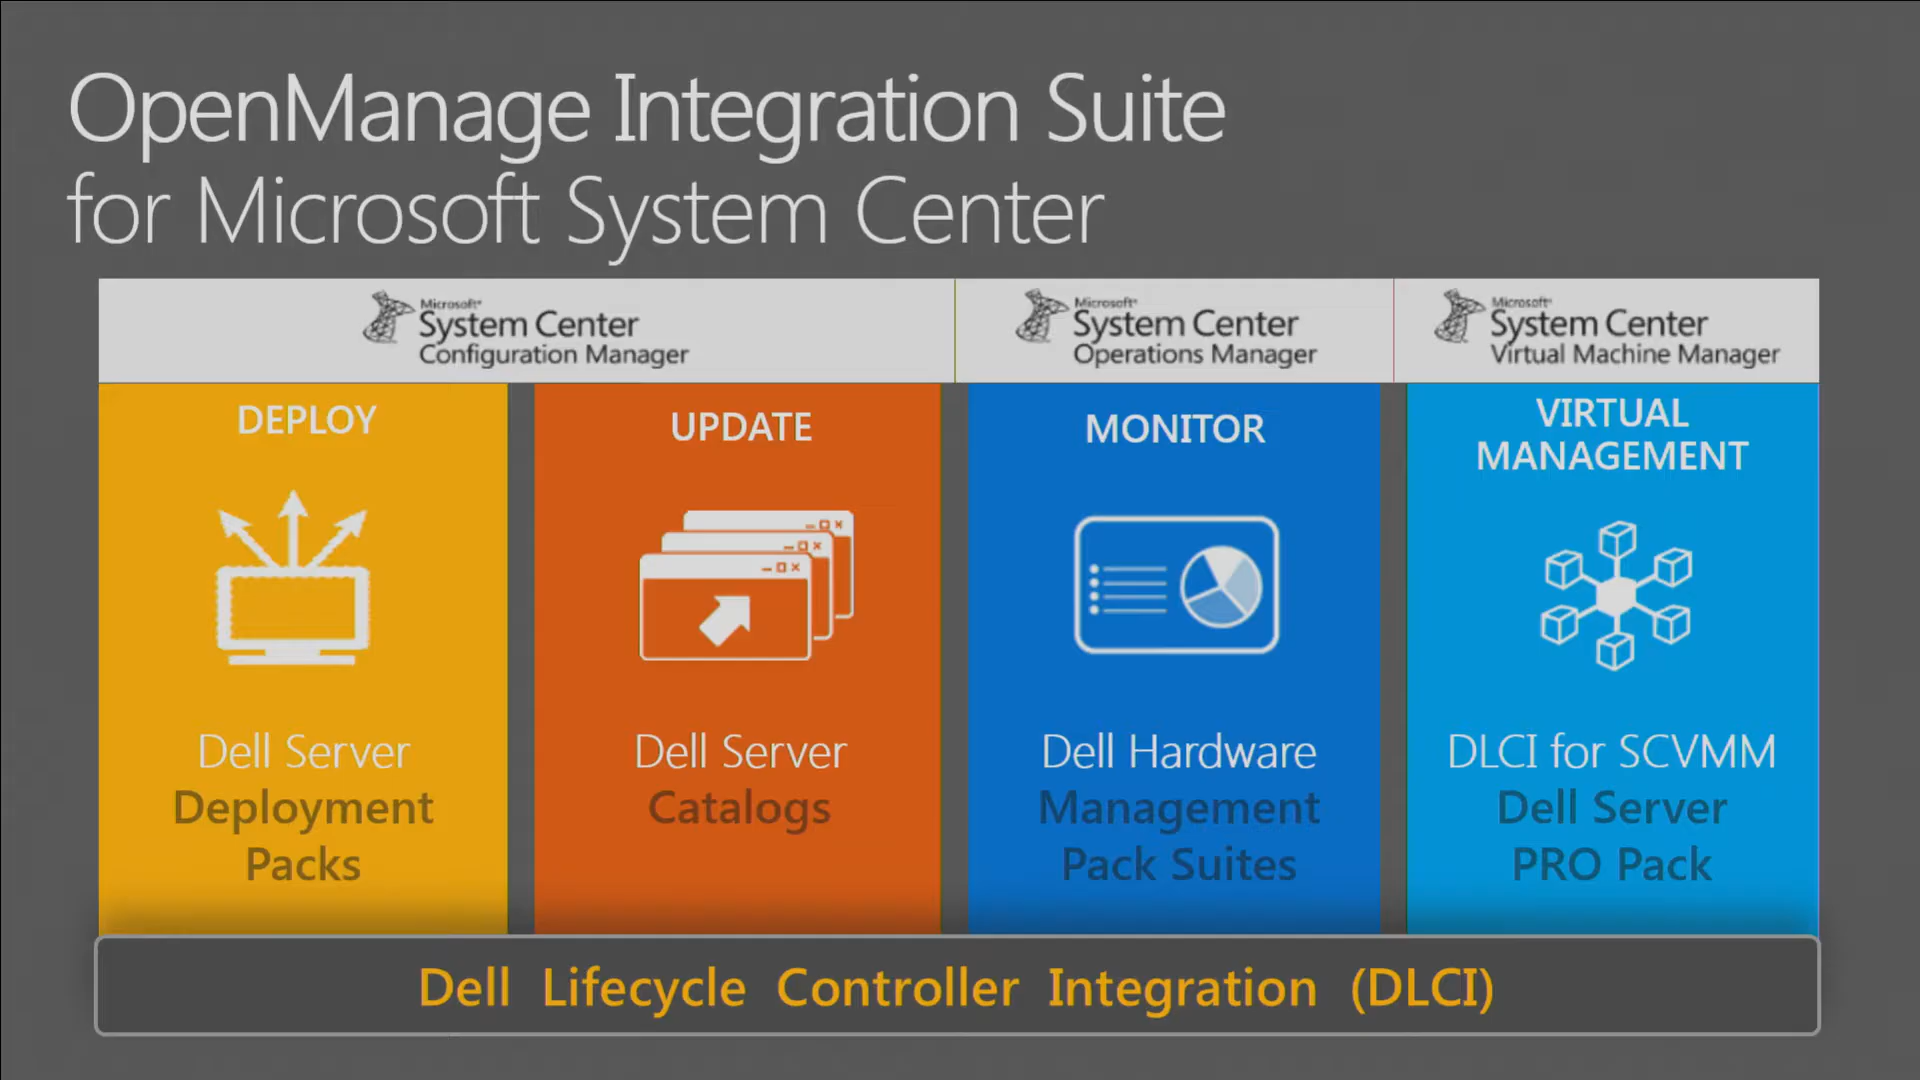 OpenManage Integration Suite
for Microsoft System Center
Microsoft®
System Center
Configuration Manager
Microsoft®
System Center
Operations Manager
Microsoft®
System Center
Virtual Machine Manager
DEPLOY
Dell Server
Deployment
Packs
UPDATE
Dell Server
Catalogs
MONITOR
Dell Hardware
Management
Pack Suites
VIRTUAL
MANAGEMENT
DLCI for SCVMM
Dell Server
PRO Pack
Dell Lifecycle Controller Integration (DLCI)